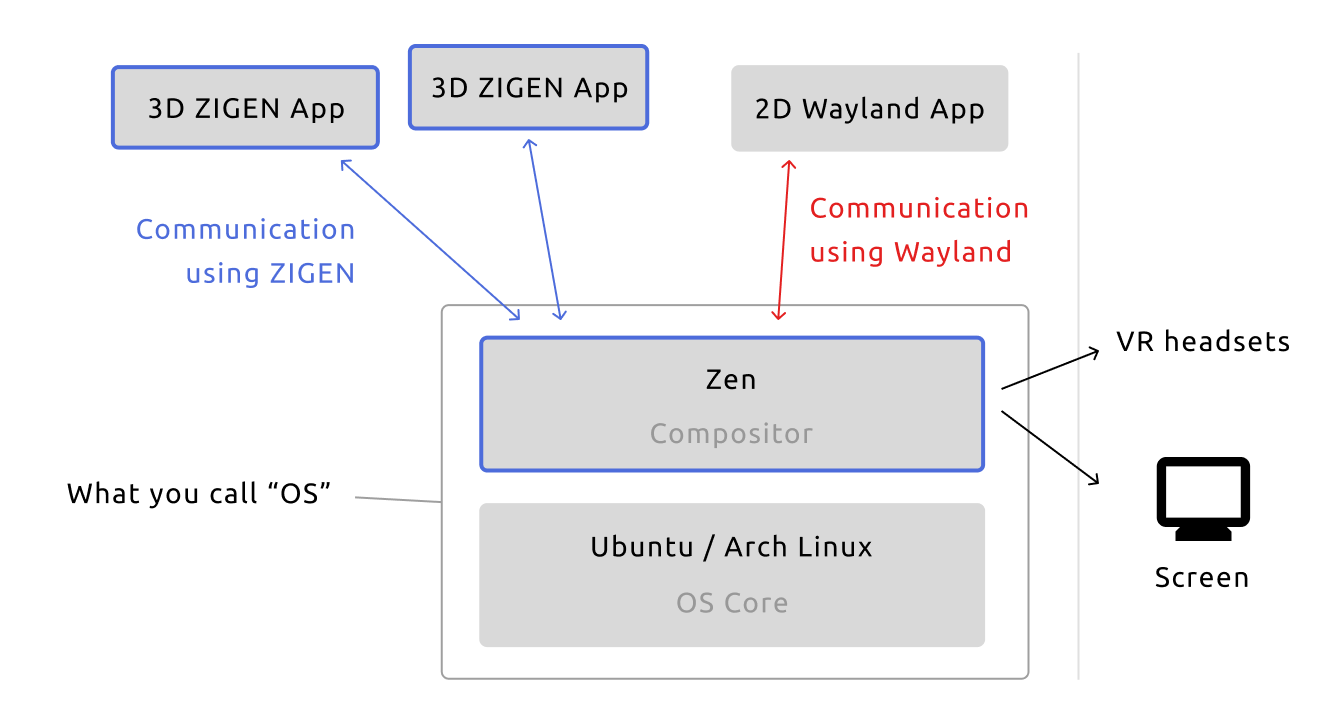 3D ZIGEN App
3D ZIGEN App
2D Wayland App
Communication
using ZIGEN
Communication
using Wayland
Zen
Compositor
VR headsets
What you call “OS”
Ubuntu / Arch Linux
OS Core
Screen